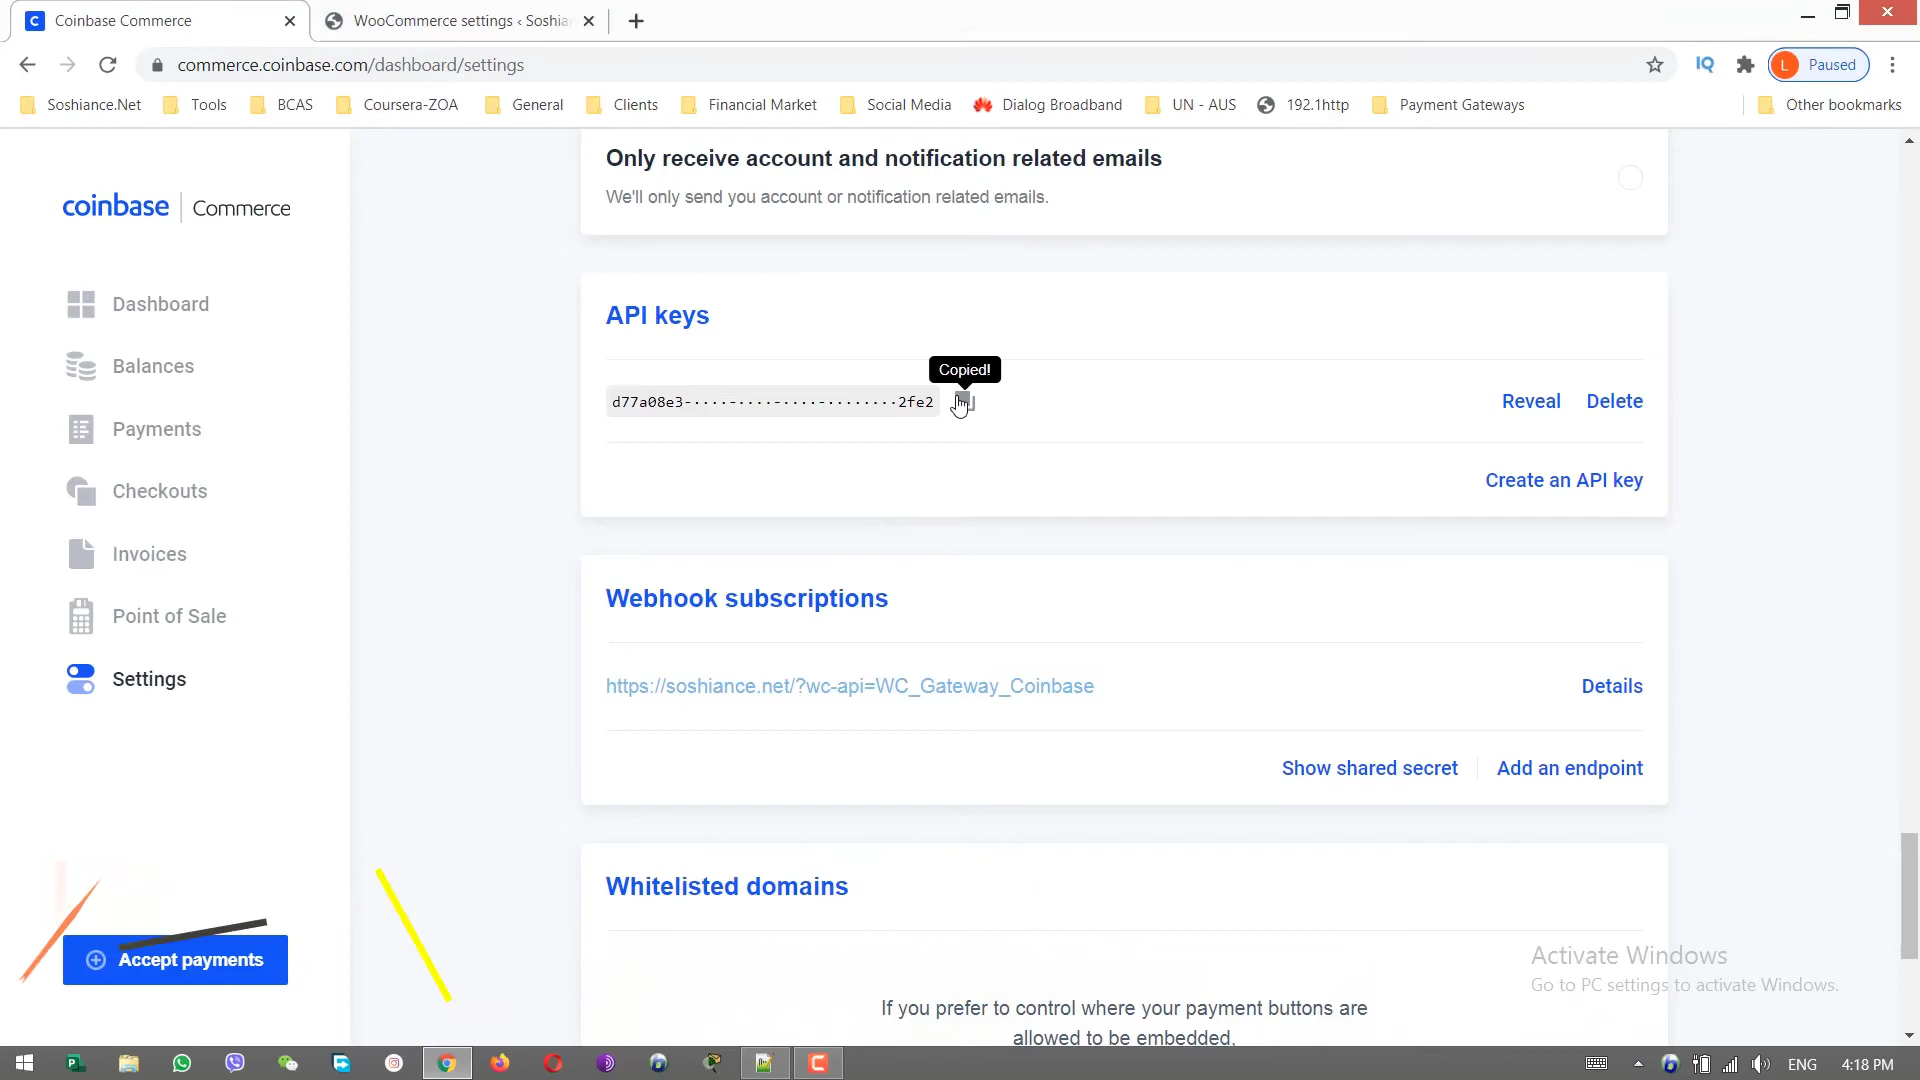 Coinbase Commerce
WooCommerce settings ‹ Soshia
commerce.coinbase.com/dashboard/settings
IQ
L Paused
Soshiance.Net
Tools
BCAS
Coursera-ZOA
General
Clients
Financial Market
Social Media
Dialog Broadband
UN - AUS
192.1http
Payment Gateways
Other bookmarks
coinbase | Commerce
Dashboard
Balances
Payments
Checkouts
Invoices
Point of Sale
Settings
Accept payments
Only receive account and notification related emails
We'll only send you account or notification related emails.
API keys
Copied!
d77a08e3-····-····-····-········2fe2
Reveal
Delete
Create an API key
Webhook subscriptions
https://soshiance.net/?wc-api=WC_Gateway_Coinbase
Details
Show shared secret
Add an endpoint
Whitelisted domains
If you prefer to control where your payment buttons are
allowed to be embedded,
Activate Windows
Go to PC settings to activate Windows.
ENG
4:18 PM